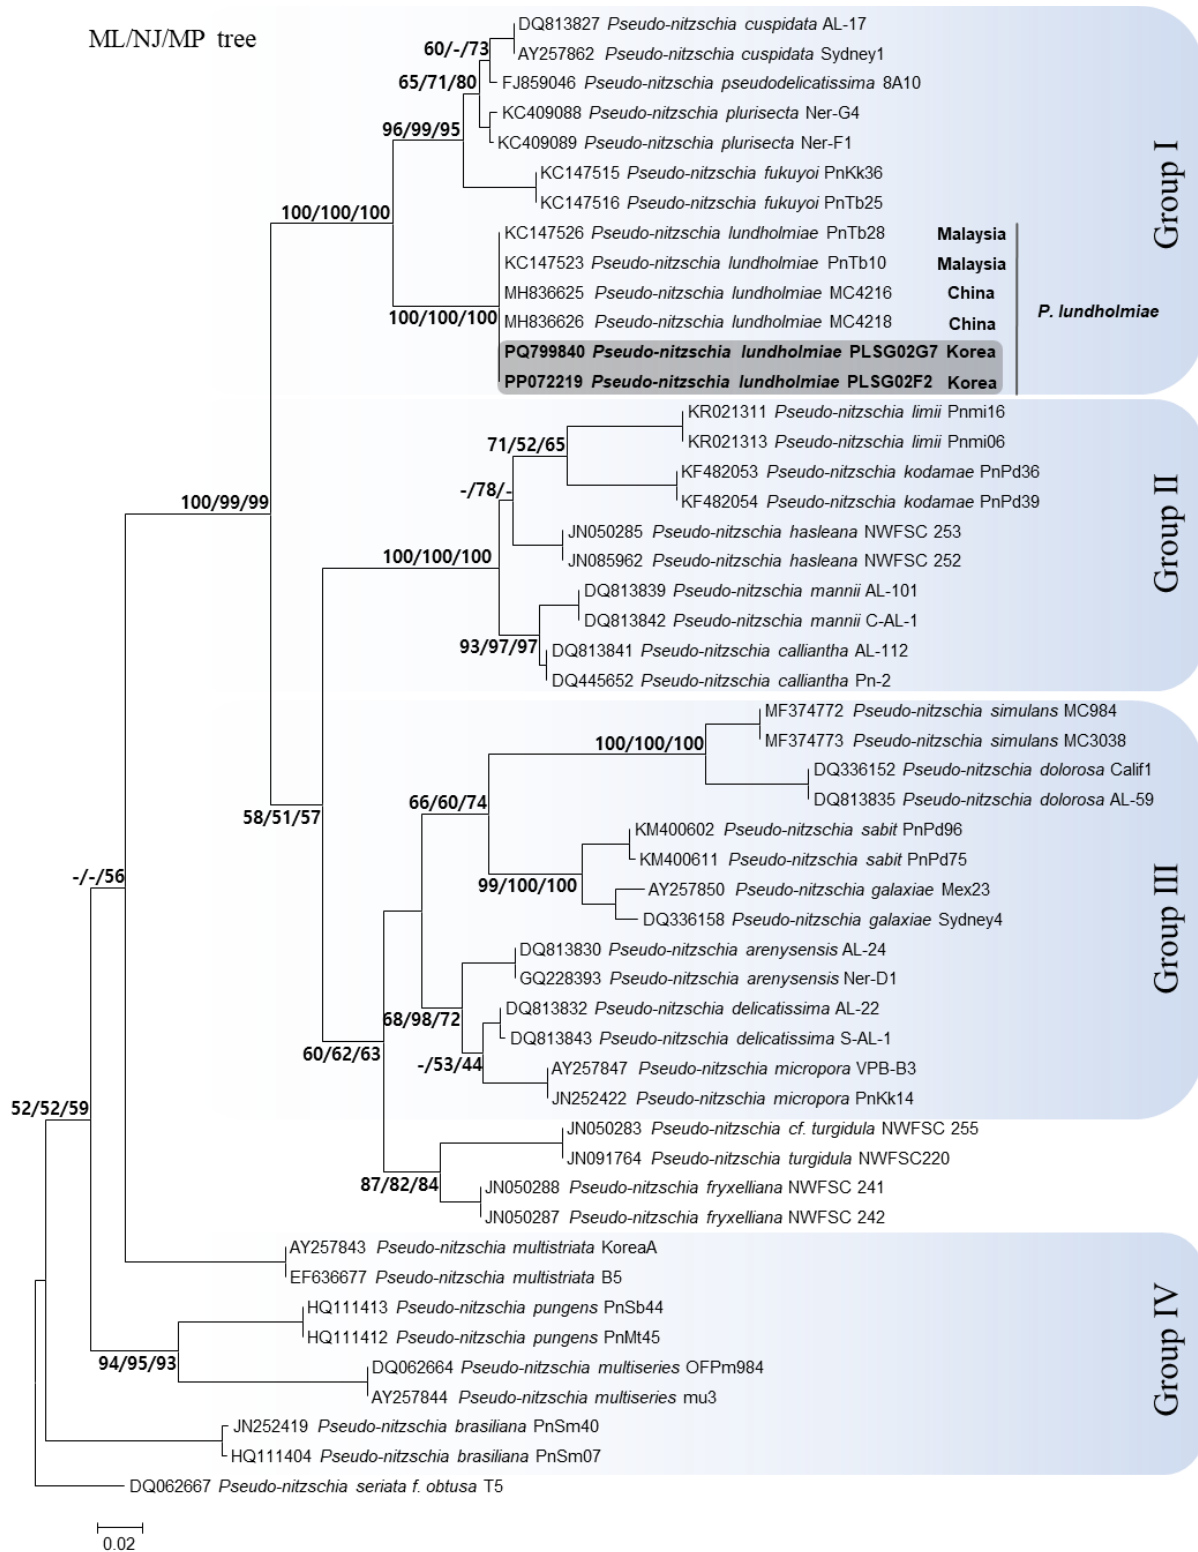 ML/NJ/MP tree
DQ813827 Pseudo-nitzschia cuspidata AL-17
60/-/73
AY257862 Pseudo-nitzschia cuspidata Sydney1
65/71/80
FJ859046 Pseudo-nitzschia pseudodelicatissima 8A10
KC409088 Pseudo-nitzschia plurisecta Ner-G4
96/99/95
KC409089 Pseudo-nitzschia plurisecta Ner-F1
KC147515 Pseudo-nitzschia fukuyoi PnKk36
KC147516 Pseudo-nitzschia fukuyoi PnTb25
Group I
100/100/100
KC147526 Pseudo-nitzschia lundholmiae PnTb28 Malaysia
KC147523 Pseudo-nitzschia lundholmiae PnTb10 Malaysia
MH836625 Pseudo-nitzschia lundholmiae MC4216 China
P. lundholmiae
100/100/100
MH836626 Pseudo-nitzschia lundholmiae MC4218 China
PQ799840 Pseudo-nitzschia lundholmiae PLSG02G7 Korea
PP072219 Pseudo-nitzschia lundholmiae PLSG02F2 Korea
KR021311 Pseudo-nitzschia limii Pnmi16
71/52/65
KR021313 Pseudo-nitzschia limii Pnmi06
KF482053 Pseudo-nitzschia kodamae PnPd36
-/78/-
KF482054 Pseudo-nitzschia kodamae PnPd39
100/99/99
Group II
JN050285 Pseudo-nitzschia hasleana NWFSC 253
100/100/100
JN085962 Pseudo-nitzschia hasleana NWFSC 252
DQ813839 Pseudo-nitzschia mannii AL-101
DQ813842 Pseudo-nitzschia mannii C-AL-1
93/97/97
DQ813841 Pseudo-nitzschia calliantha AL-112
DQ445652 Pseudo-nitzschia calliantha Pn-2
MF374772 Pseudo-nitzschia simulans MC984
100/100/100
MF374773 Pseudo-nitzschia simulans MC3038
DQ336152 Pseudo-nitzschia dolorosa Calif1
DQ813835 Pseudo-nitzschia dolorosa AL-59
66/60/74
58/51/57
KM400602 Pseudo-nitzschia sabit PnPd96
KM400611 Pseudo-nitzschia sabit PnPd75
-/-/56
99/100/100
AY257850 Pseudo-nitzschia galaxiae Mex23
DQ336158 Pseudo-nitzschia galaxiae Sydney4
Group III
DQ813830 Pseudo-nitzschia arenysensis AL-24
GQ228393 Pseudo-nitzschia arenysensis Ner-D1
DQ813832 Pseudo-nitzschia delicatissima AL-22
68/98/72
DQ813843 Pseudo-nitzschia delicatissima S-AL-1
60/62/63
-/53/44
AY257847 Pseudo-nitzschia micropora VPB-B3
JN252422 Pseudo-nitzschia micropora PnKk14
52/52/59
JN050283 Pseudo-nitzschia cf. turgidula NWFSC 255
JN091764 Pseudo-nitzschia turgidula NWFSC220
87/82/84
JN050288 Pseudo-nitzschia fryxelliana NWFSC 241
JN050287 Pseudo-nitzschia fryxelliana NWFSC 242
AY257843 Pseudo-nitzschia multistriata KoreaA
EF636677 Pseudo-nitzschia multistriata B5
HQ111413 Pseudo-nitzschia pungens PnSb44
HQ111412 Pseudo-nitzschia pungens PnMt45
Group IV
94/95/93
DQ062664 Pseudo-nitzschia multiseries OFPm984
AY257844 Pseudo-nitzschia multiseries mu3
JN252419 Pseudo-nitzschia brasiliana PnSm40
HQ111404 Pseudo-nitzschia brasiliana PnSm07
DQ062667 Pseudo-nitzschia seriata f. obtusa T5
0.02